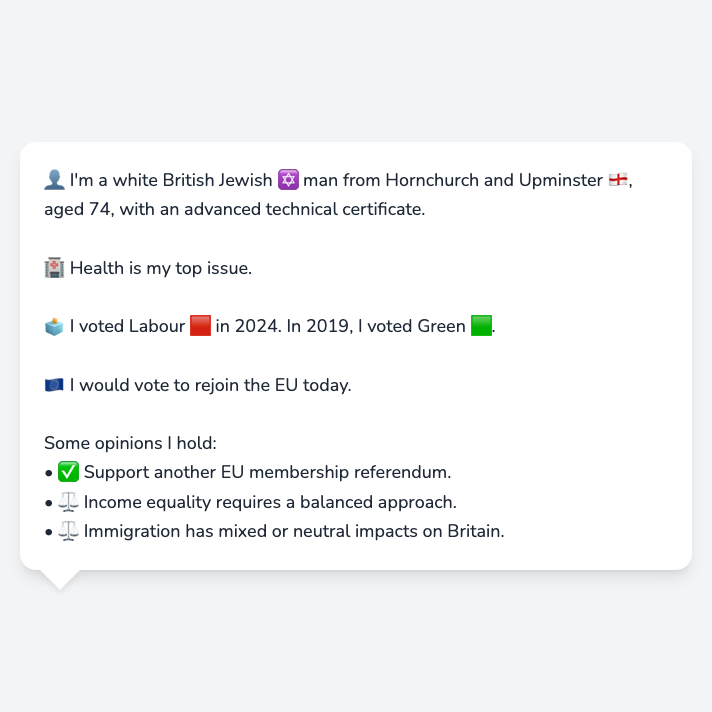 👤 I'm a white British Jewish ✡️ man from Hornchurch and Upminster 🏴󠁧󠁢󠁥󠁮󠁧󠁿,
aged 74, with an advanced technical certificate.
🏥 Health is my top issue.
🗳️ I voted Labour 🟥 in 2024. In 2019, I voted Green 🟩.
🇪🇺 I would vote to rejoin the EU today.
Some opinions I hold:
• ✅ Support another EU membership referendum.
• ⚖️ Income equality requires a balanced approach.
• ⚖️ Immigration has mixed or neutral impacts on Britain.